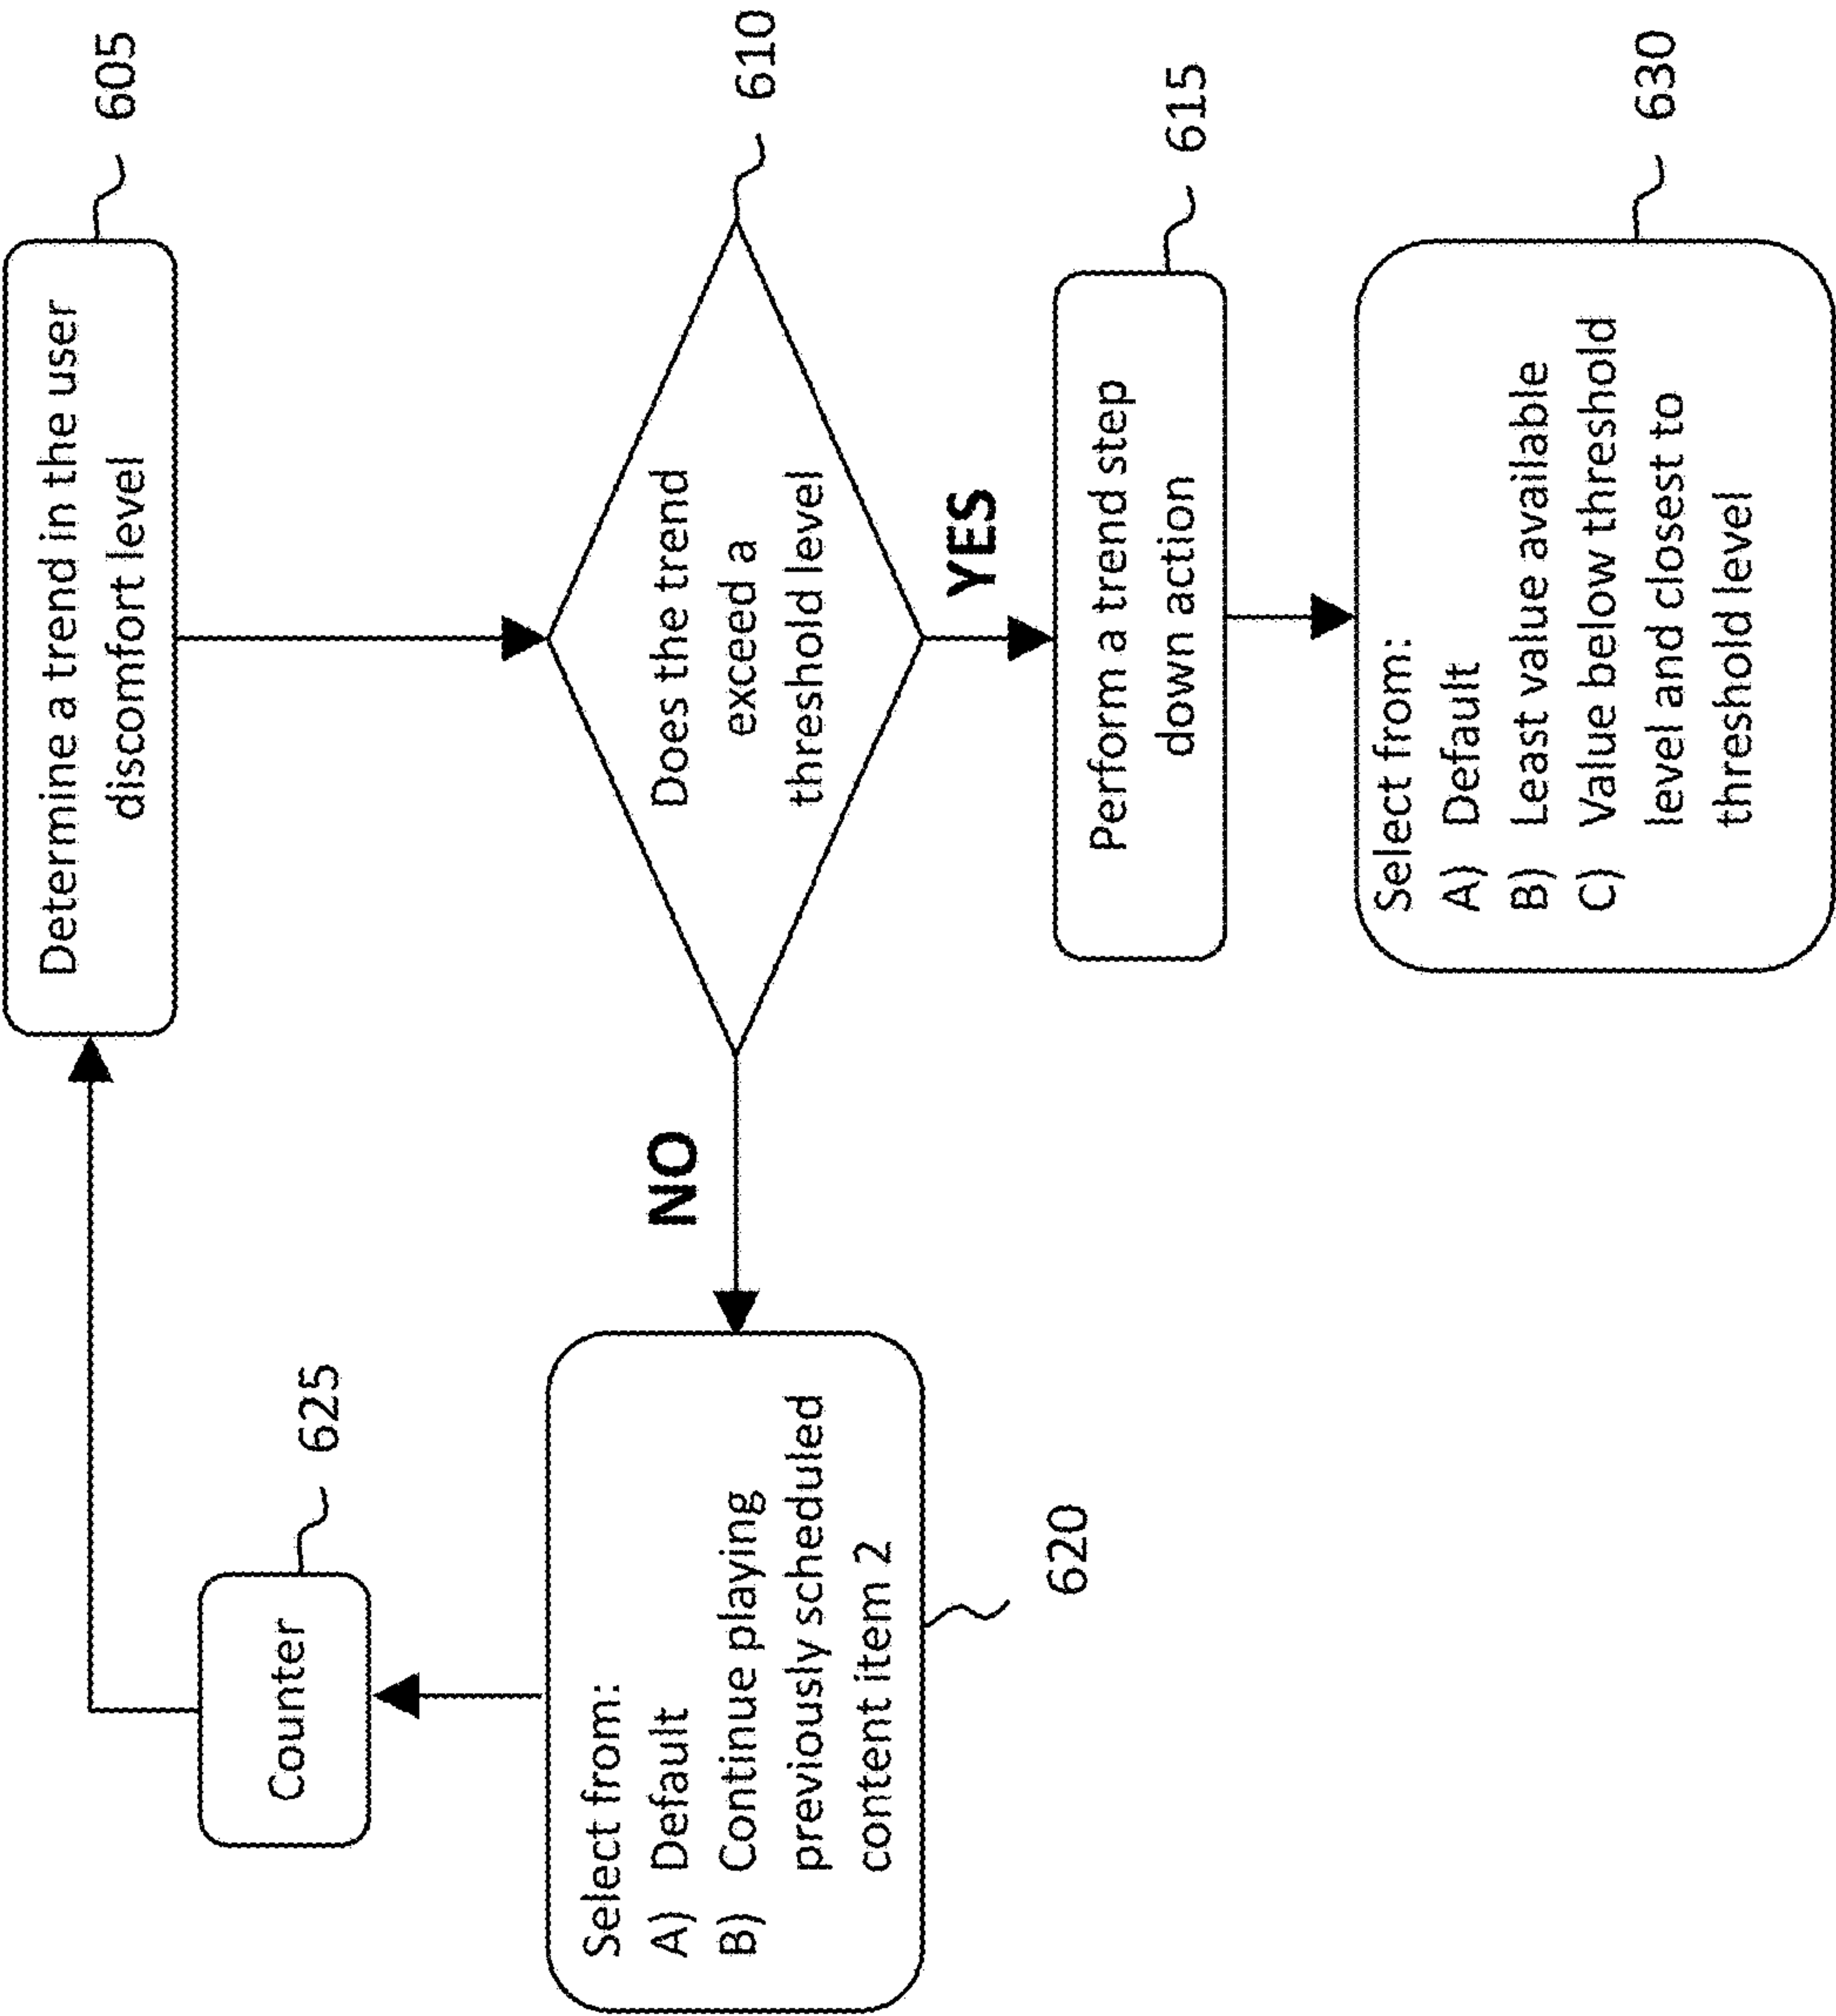 605
Determine a trend in the user
discomfort level
610
Does the trend
exceed a
threshold level
YES
NO
615
Perform a trend step
down action
630
Select from:
A) Default
B) Least value available
C) Value below threshold
level and closest to
threshold level
Select from:
A) Default
B) Continue playing
previously scheduled
content item 2
620
Counter
625